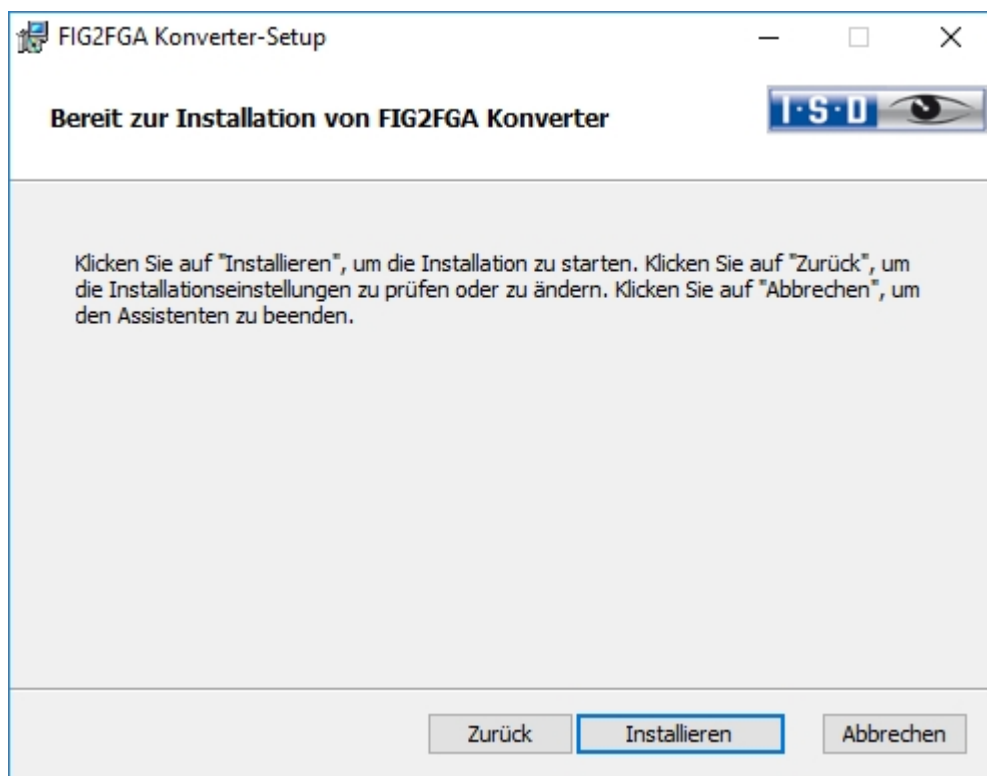 FIG2FGA Konverter-Setup
Bereit zur Installation von FIG2FGA Konverter
I·S·D
Klicken Sie auf "Installieren", um die Installation zu starten. Klicken Sie auf "Zurück", um
die Installationseinstellungen zu prüfen oder zu ändern. Klicken Sie auf "Abbrechen", um
den Assistenten zu beenden.
Zurück
Installieren
Abbrechen